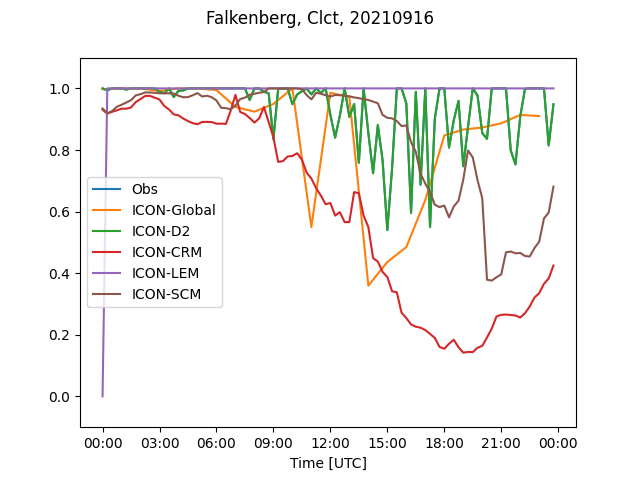 Falkenberg, Clct, 20210916
1.0
0.8
0.6
0.4
0.2
0.0
Obs
ICON-Global
ICON-D2
ICON-CRM
ICON-LEM
ICON-SCM
00:00 03:00 06:00 09:00 12:00 15:00 18:00 21:00 00:00
Time [UTC]